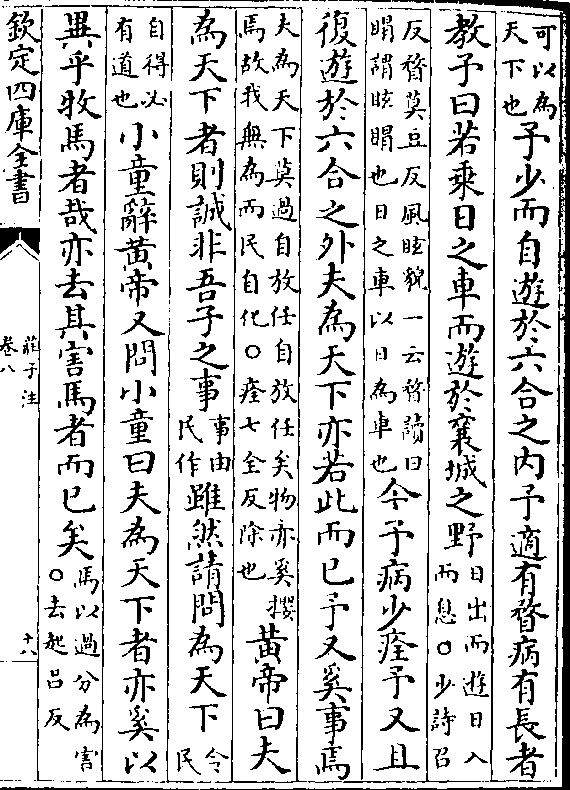 可以為天下也予少而自遊於六合之内予適有瞀病有長者
教予曰若乘日之車而遊於襄城之野日出而遊日入而息○少詩召
反瞀莫豆反風眩貌一云瞀讀曰瞑謂眩瞑也日之車以日為車也今予病少痊予又且
復遊於六合之外夫為天下亦若此而已予又奚事焉
夫為天下莫過自放任自放任矣物亦奚攖焉故我無為而民自化○痊七全反除也黄帝曰夫
為天下者則誠非吾子之事事由民作雖然請問為天下令民
自得必有道也小童辭黄帝又問小童曰夫為天下者亦奚以
異乎牧馬者哉亦去其害馬者而已矣馬以過分為害○去起吕反
欽定四庫全書
莊子注
卷八
十八